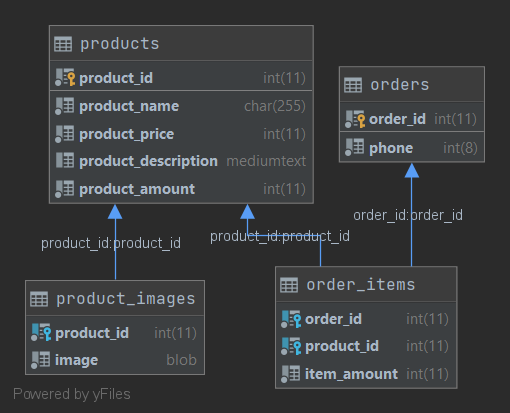 products
product_id int(11)
product_name char(255)
product_price int(11)
product_description mediumtext
product_amount int(11)
orders
order_id int(11)
phone int(8)
product_id:product_id
product_id:product_id
order_id:order_id
product_images
product_id int(11)
image blob
order_items
order_id int(11)
product_id int(11)
item_amount int(11)
Powered by yFiles